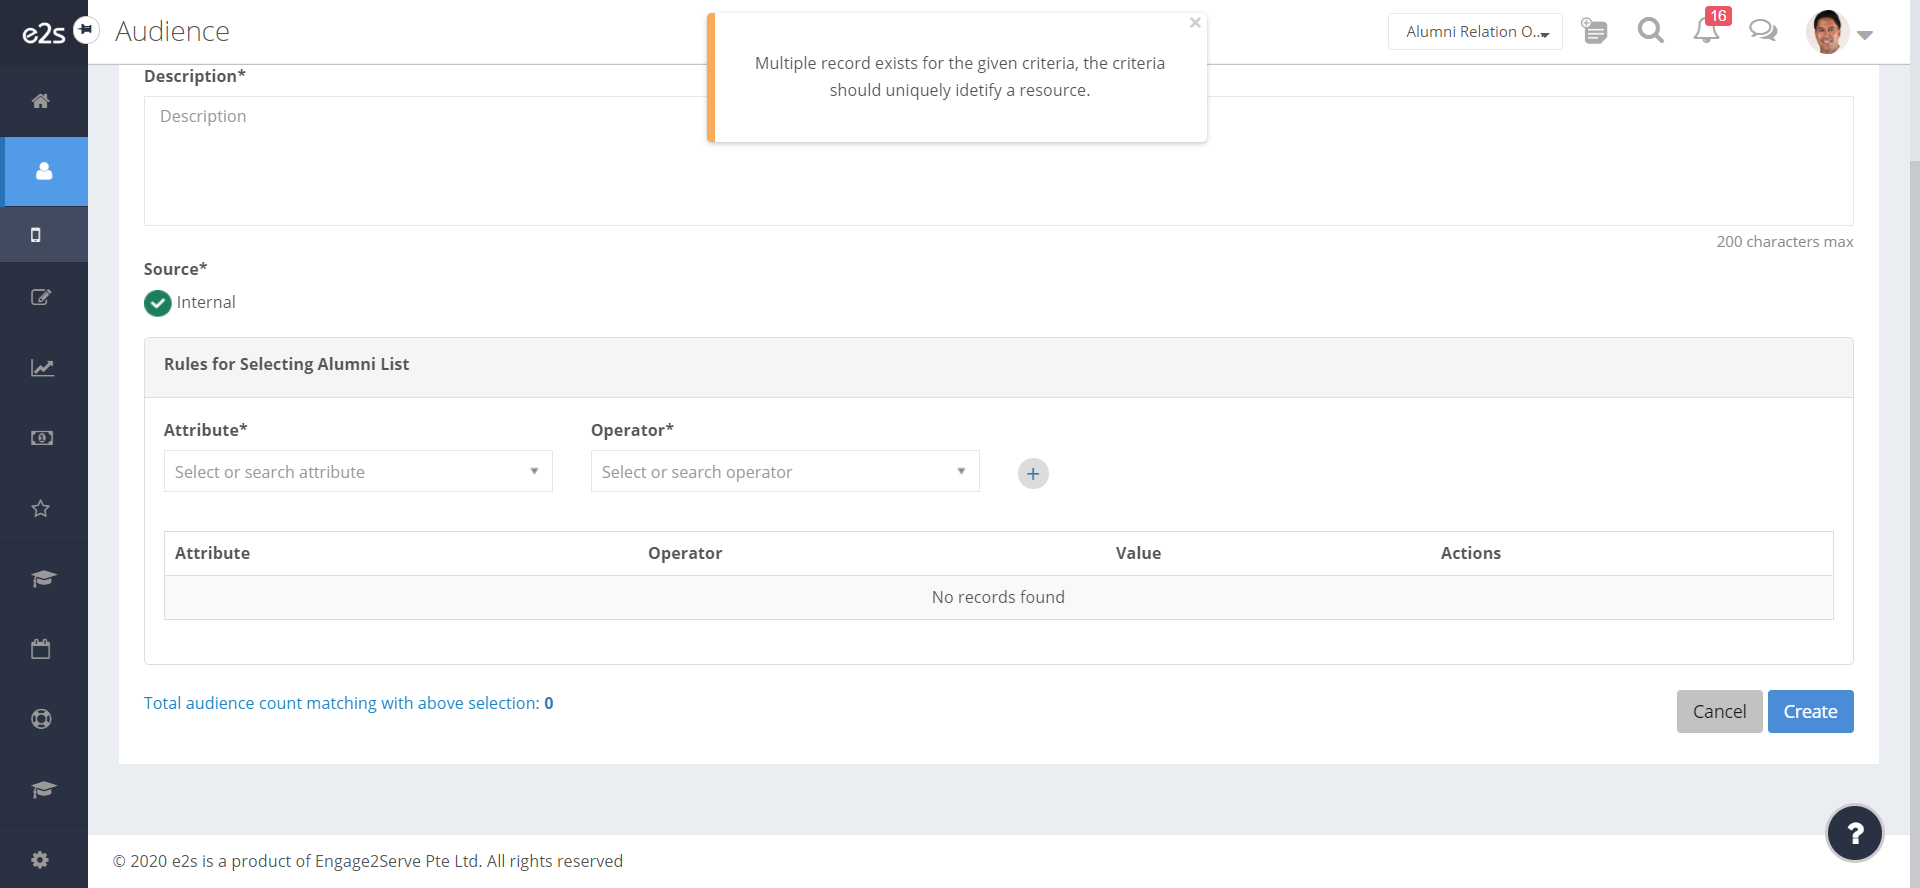 e2s
Audience
Multiple record exists for the given criteria, the criteria
should uniquely idetify a resource.
×
Alumni Relation O..
16
Description*
Description
200 characters max
Source*
Internal
Rules for Selecting Alumni List
Attribute*
Operator*
Select or search attribute
Select or search operator
+
Attribute Operator Value Actions
No records found
Total audience count matching with above selection: 0
Cancel
Create
?
© 2020 e2s is a product of Engage2Serve Pte Ltd. All rights reserved